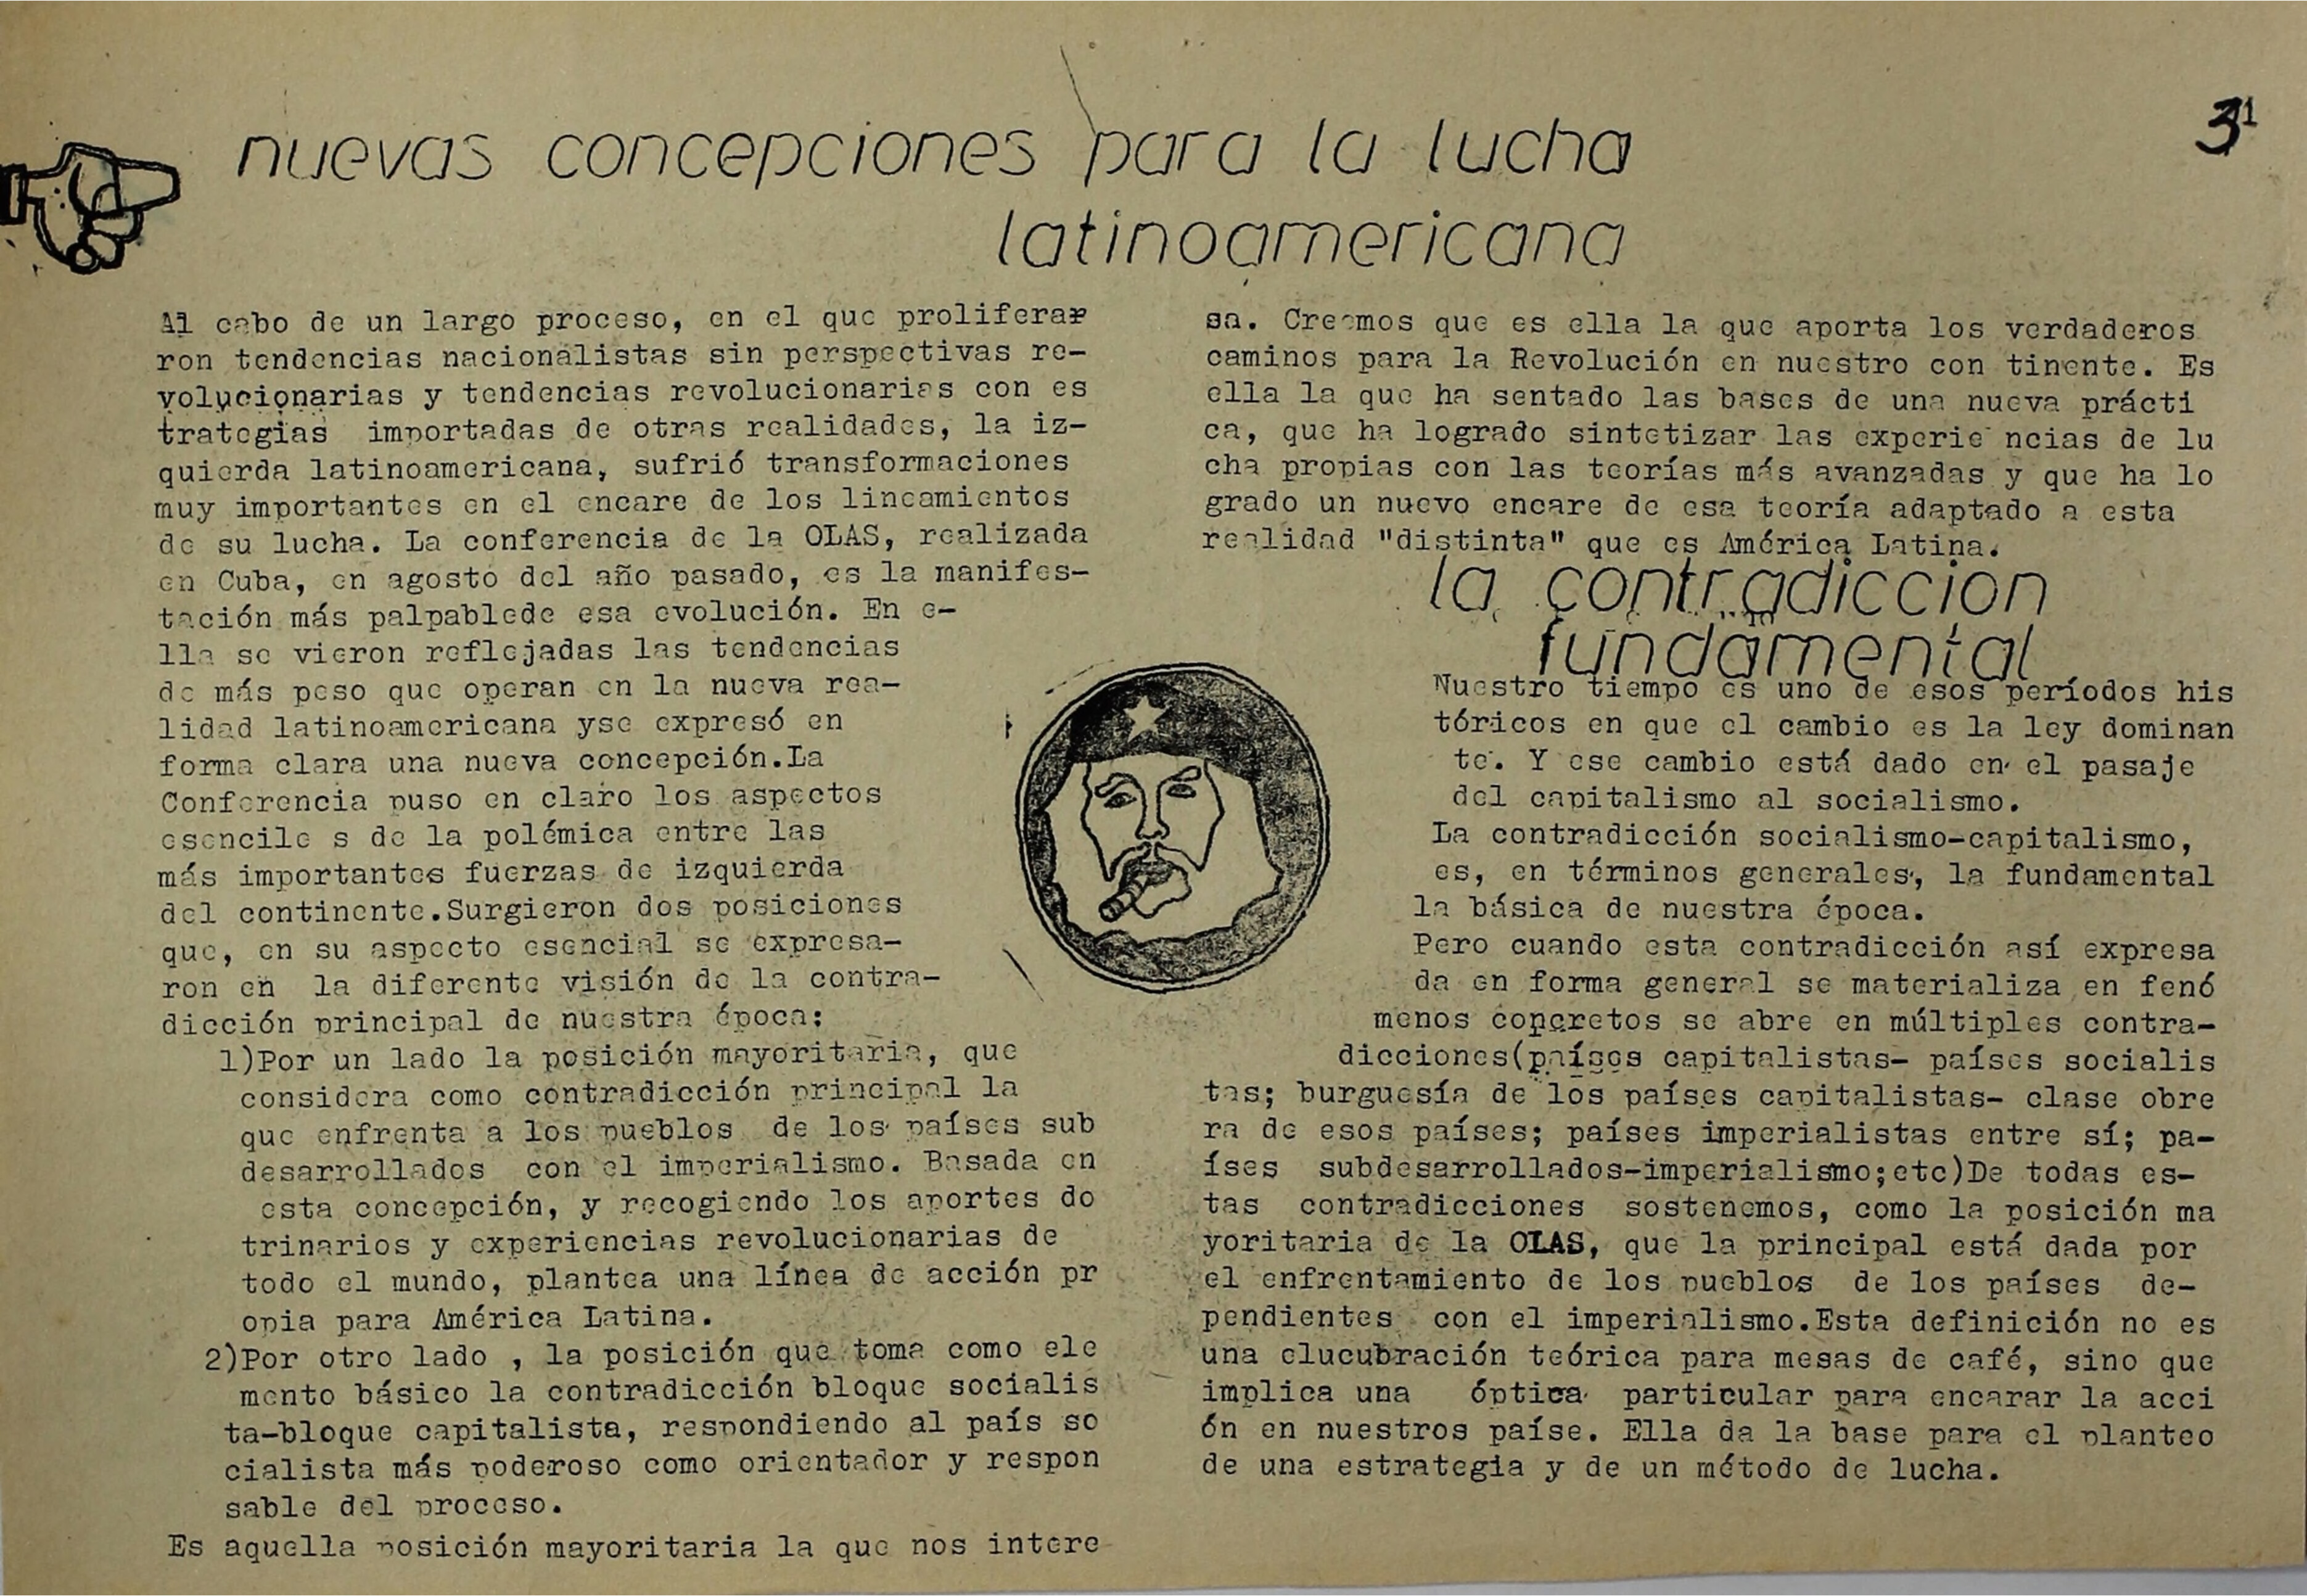 31
nuevas concepciones para la lucha
latinoamericana
Al cabo de un largo proceso, en el que prolifera
ron tendencias nacionalistas sin perspectivas re-
volucionarias y tendencias revolucionarias con es
trategias importadas de otras realidades, la iz-
quierda latinoamericana, sufrió transformaciones
muy importantes en el encare de los lineamientos
de su lucha. La conferencia de la OLAS, realizada
en Cuba, en agosto del año pasado, es la manifes-
tación más palpablede esa evolución. En e-
lla se vieron reflejadas las tendencias
de más peso que operan en la nueva rea-
lidad latinoamericana yse expresó en
forma clara una nueva concepción.La
Conferencia puso en claro los aspectos
esencile s de la polémica entre las
más importantes fuerzas de izquierda
del continente.Surgieron dos posiciones
que, en su aspecto esencial se expresa-
ron en la diferente visión de la contra-
dicción principal de nuestra época:
1)Por un lado la posición mayoritaria, que
considera como contradicción principal la
que enfrenta a los pueblos de los países sub
desarrollados con el imperialismo. Basada en
esta concepción, y recogiendo los aportes do
trinarios y experiencias revolucionarias de
todo el mundo, plantea una línea de acción pr
opia para América Latina.
2)Por otro lado , la posición que toma como ele
mento básico la contradicción bloque socialis
ta-bloque capitalista, respondiendo al país so
cialista más poderoso como orientador y respon
sable del proceso.
Es aquella posición mayoritaria la que nos intere
sa. Creemos que es ella la que aporta los verdaderos
caminos para la Revolución en nuestro con tinente. Es
ella la que ha sentado las bases de una nueva prácti
ca, que ha logrado sintetizar las experie ncias de lu
cha propias con las teorías más avanzadas y que ha lo
grado un nuevo encare de esa teoría adaptado a esta
realidad "distinta" que es América Latina.
la contradiccion
fundamental
Nuestro tiempo es uno de esos períodos his
tóricos en que el cambio es la ley dominan
te. Y ese cambio está dado en el pasaje
del capitalismo al socialismo.
La contradicción socialismo-capitalismo,
es, en términos generales, la fundamental
la básica de nuestra época.
Pero cuando esta contradicción así expresa
da en forma general se materializa en fenó
menos concretos se abre en múltiples contra-
dicciones(países capitalistas- países socialis
tas; burguesía de los países capitalistas- clase obre
ra de esos países; países imperialistas entre sí; pa-
íses subdesarrollados-imperialismo;etc)De todas es-
tas contradicciones sostenemos, como la posición ma
yoritaria de la OLAS, que la principal está dada por
el enfrentamiento de los pueblos de los países de-
pendientes con el imperialismo.Esta definición no es
una elucubración teórica para mesas de café, sino que
implica una óptica particular para encarar la acci
ón en nuestros paíse. Ella da la base para el planteo
de una estrategia y de un método de lucha.